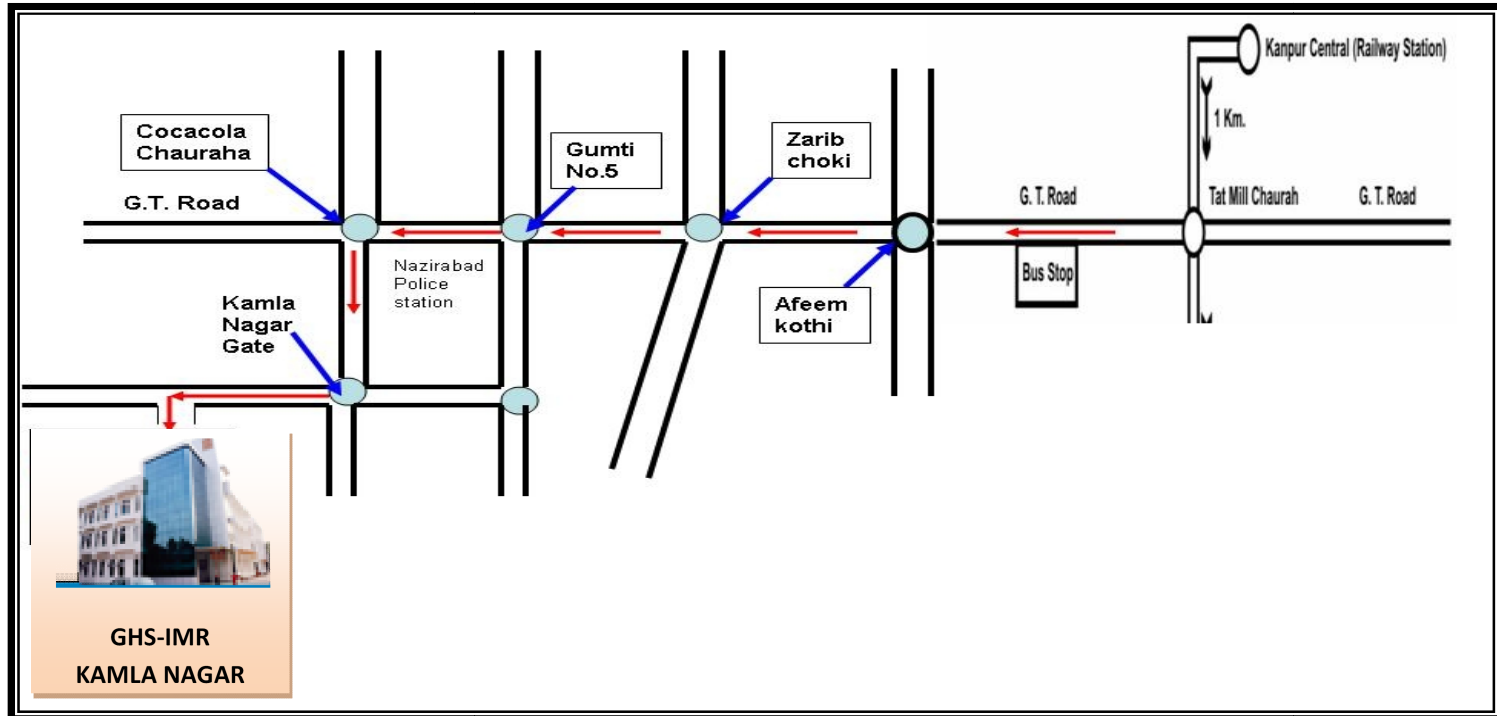 Kanpur Central (Railway Station)
1 Km.
Cocacola
Chauraha
Gumti
No.5
Zarib
choki
G.T. Road
G. T. Road
Tat Mill Chaurah
G. T. Road
Nazirabad
Police
station
Bus Stop
Kamla
Nagar
Gate
Afeem
kothi
GHS-IMR
KAMLA NAGAR